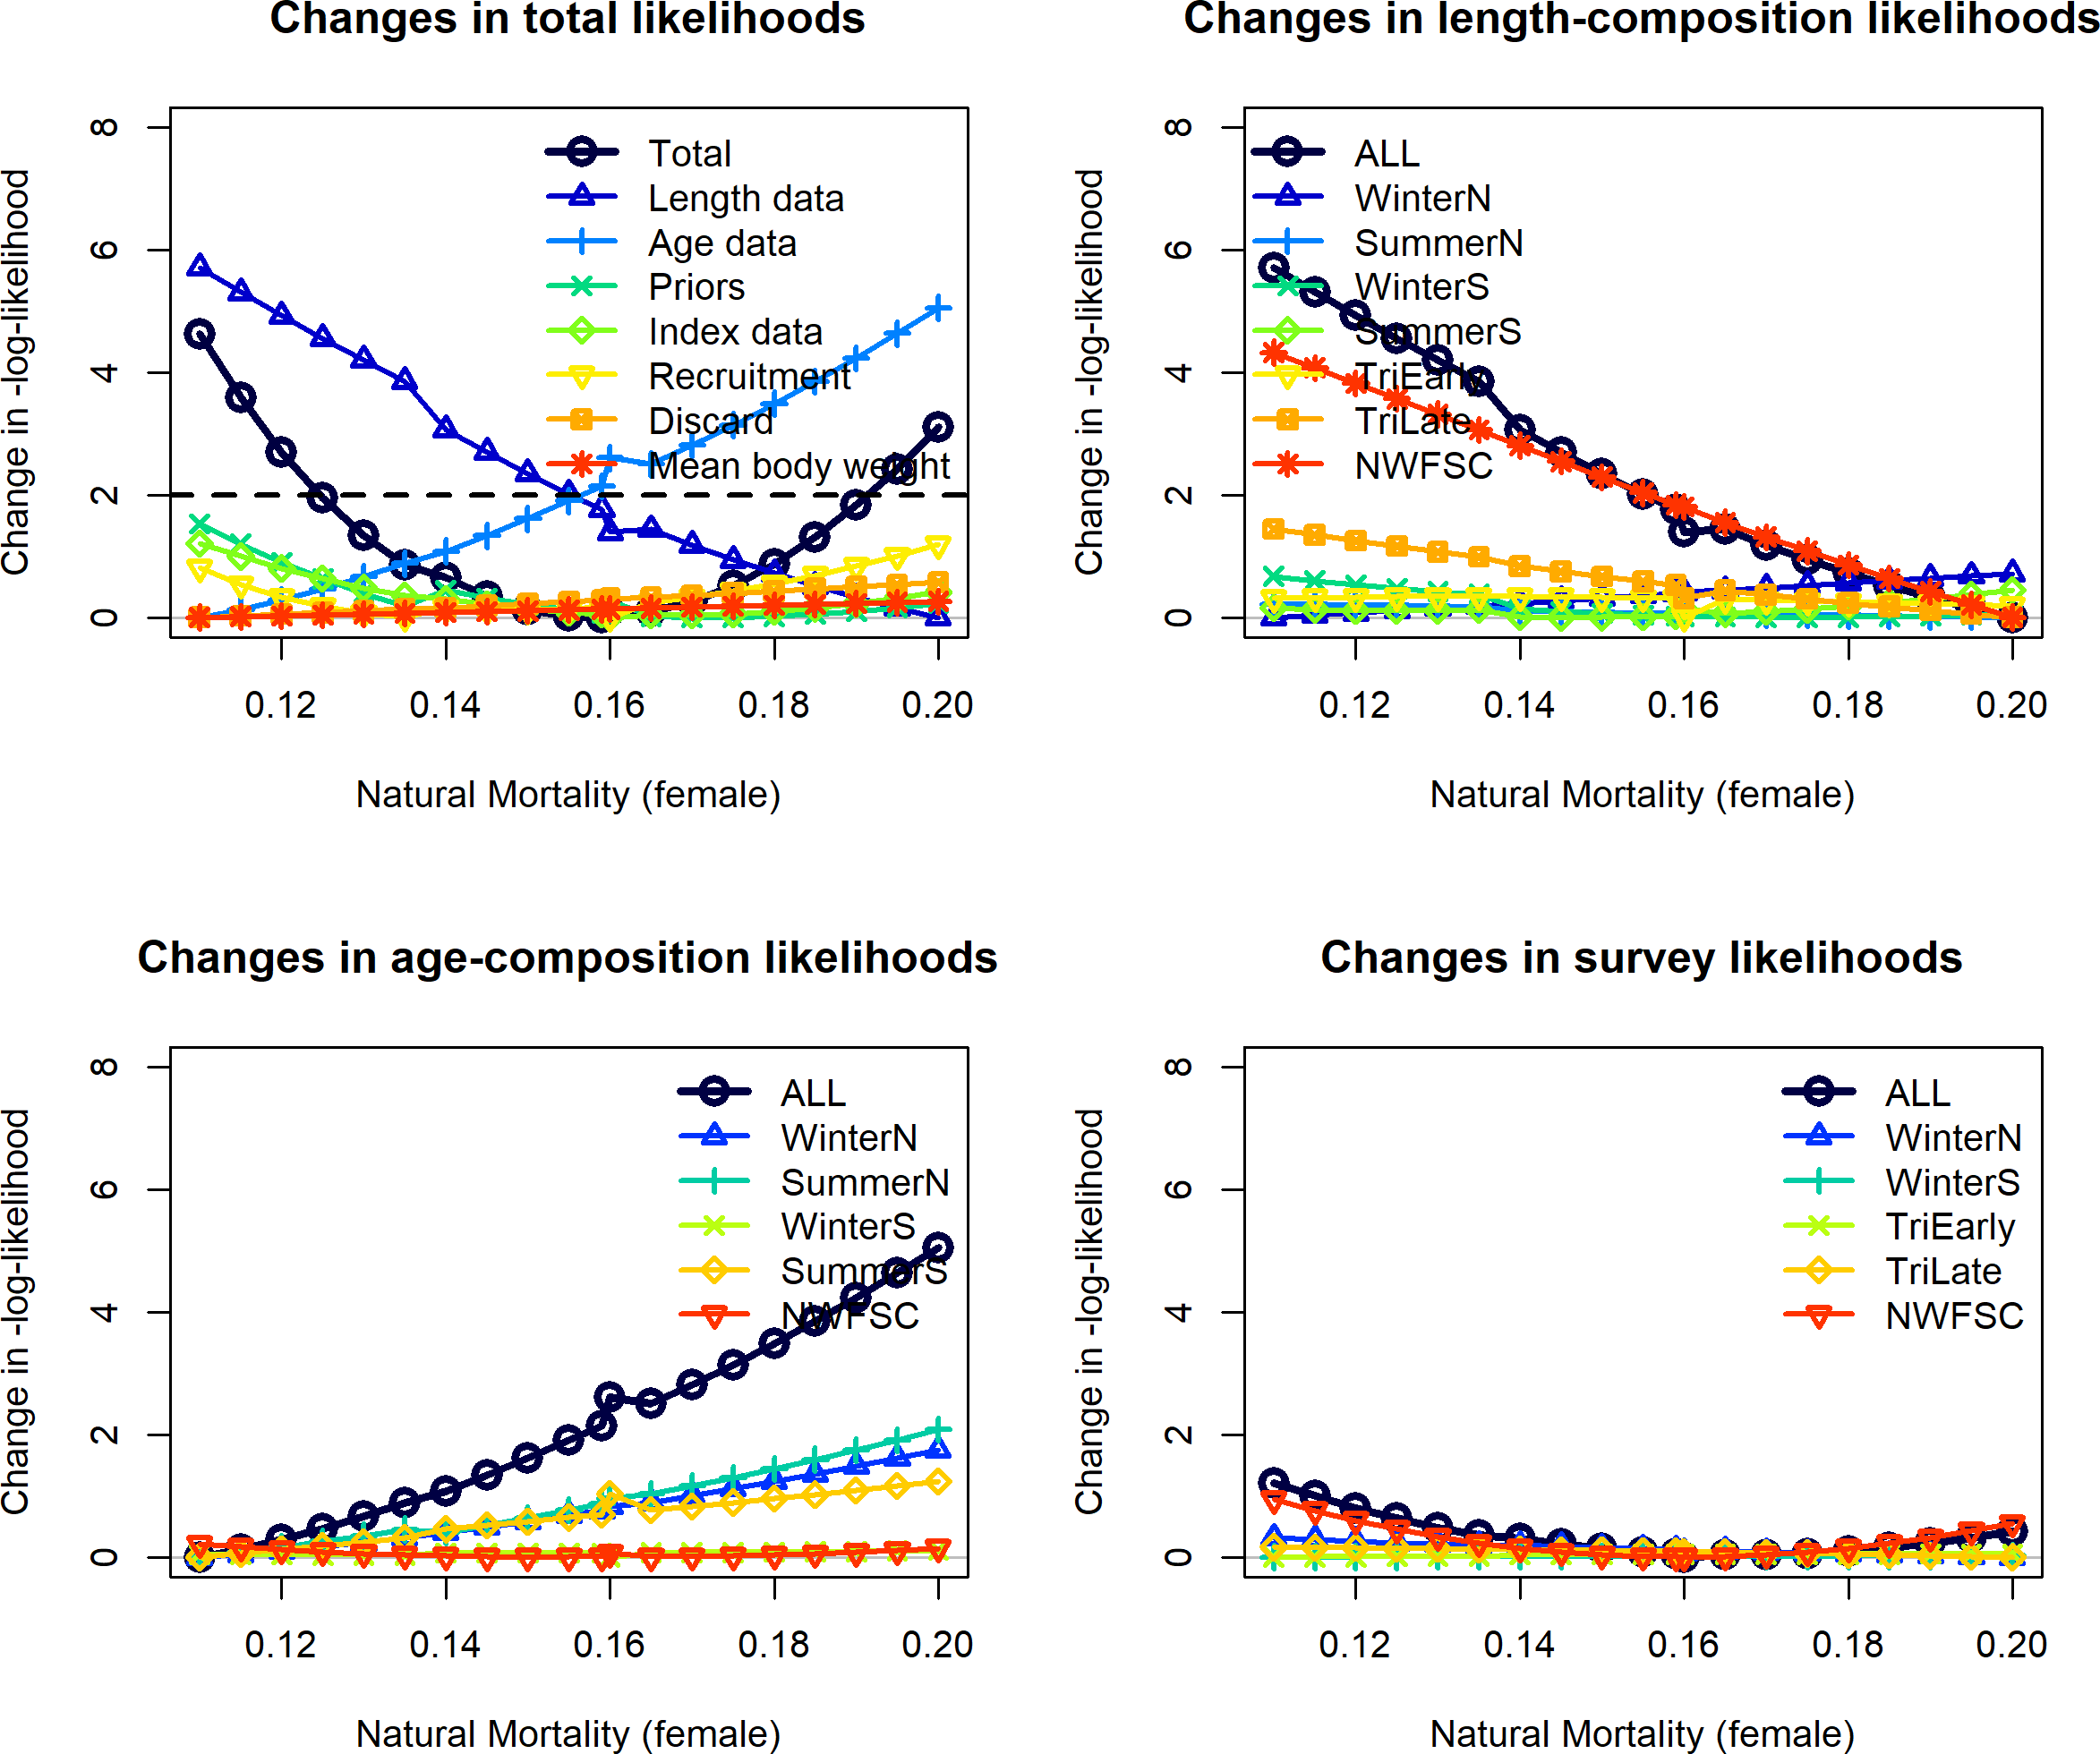 Changes in total likelihoods
Change in -log-likelihood
8
6
4
2
0
Total
Length data
Age data
Priors
Index data
Recruitment
Discard
Mean body weight
0.12 0.14 0.16 0.18 0.20
Natural Mortality (female)
Changes in length-composition likelihoods
Change in -log-likelihood
8
6
4
2
0
ALL
WinterN
SummerN
WinterS
SummerS
TriEarly
TriLate
NWFSC
0.12 0.14 0.16 0.18 0.20
Natural Mortality (female)
Changes in age-composition likelihoods
Change in -log-likelihood
8
6
4
2
0
ALL
WinterN
SummerN
WinterS
SummerS
NWFSC
0.12 0.14 0.16 0.18 0.20
Natural Mortality (female)
Changes in survey likelihoods
Change in -log-likelihood
8
6
4
2
0
ALL
WinterN
WinterS
TriEarly
TriLate
NWFSC
0.12 0.14 0.16 0.18 0.20
Natural Mortality (female)